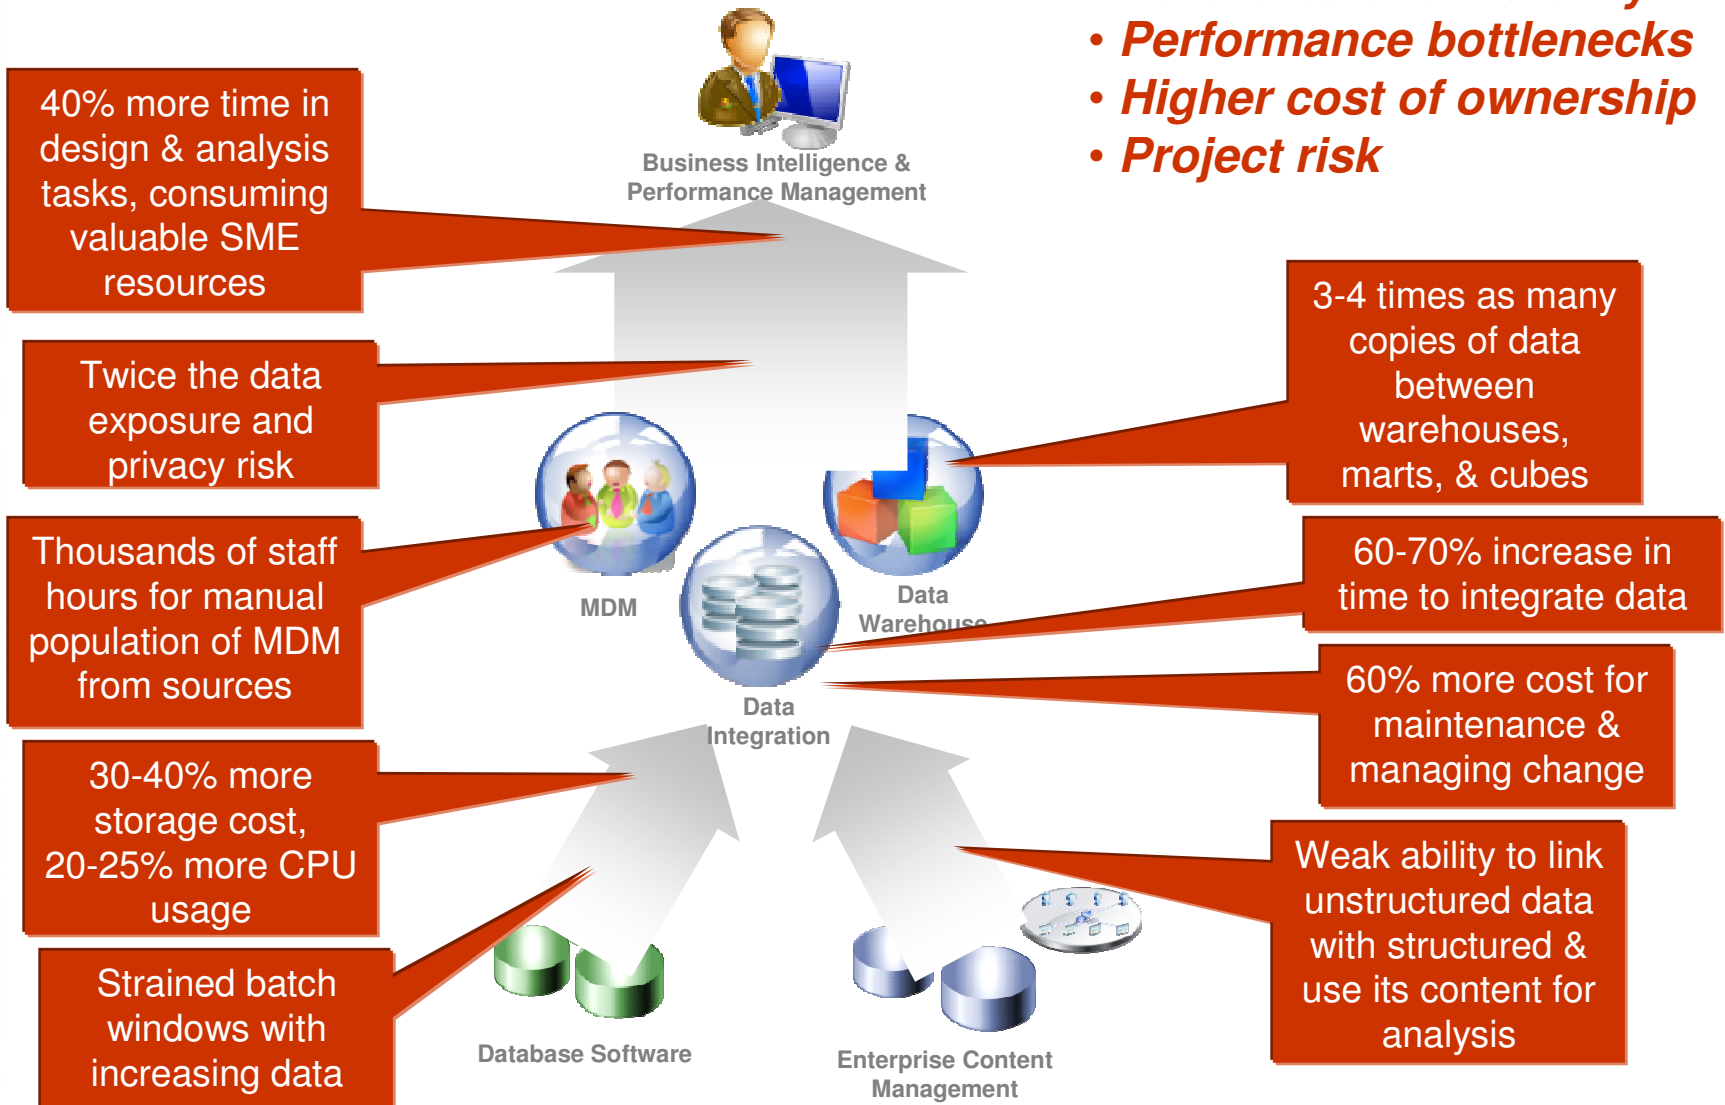 • Performance bottlenecks
• Higher cost of ownership
• Project risk
Business Intelligence &
Performance Management
40% more time in
design & analysis
tasks, consuming
valuable SME
resources
Twice the data
exposure and
privacy risk
Thousands of staff
hours for manual
population of MDM
from sources
30-40% more
storage cost,
20-25% more CPU
usage
Strained batch
windows with
increasing data
3-4 times as many
copies of data
between
warehouses,
marts, & cubes
60-70% increase in
time to integrate data
60% more cost for
maintenance &
managing change
Weak ability to link
unstructured data
with structured &
use its content for
analysis
MDM
Data
Warehouse
Data
Integration
Database Software
Enterprise Content
Management